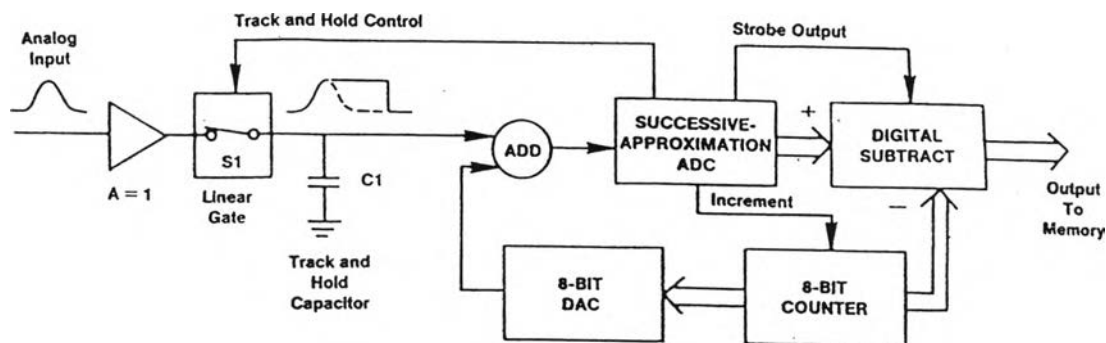 Track and Hold Control
Strobe Output
Analog
Input
S1
A = 1
Linear
Gate
C1
Track and
Hold
Capacitor
ADD
SUCCESSIVE-
APPROXIMATION
ADC
+
DIGITAL
SUBTRACT
−
Output
To
Memory
Increment
8-BIT
DAC
8-BIT
COUNTER